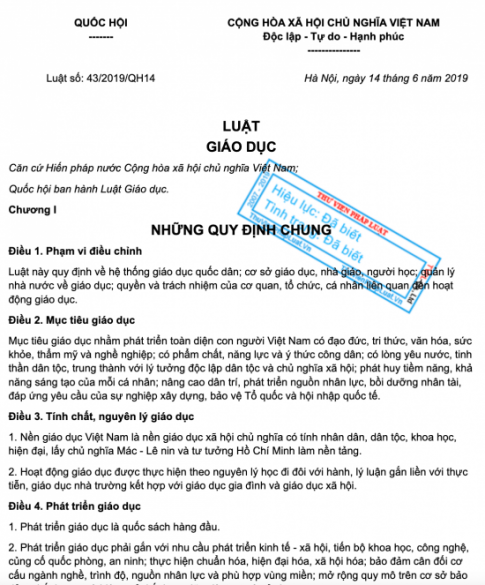 QUỐC HỘI
-------
CỘNG HÒA XÃ HỘI CHỦ NGHĨA VIỆT NAM
Độc lập - Tự do - Hạnh phúc
---------------
Luật số: 43/2019/QH14
Hà Nội, ngày 14 tháng 6 năm 2019
LUẬT
GIÁO DỤC
Căn cứ Hiến pháp nước Cộng hòa xã hội chủ nghĩa Việt Nam;
Quốc hội ban hành Luật Giáo dục.
THƯ VIỆN PHÁP LUẬT
2007 - 2019
Hiệu lực: Đã biết
Tình trạng: Đã biết
Chương I
NHỮNG QUY ĐỊNH CHUNG
Điều 1. Phạm vi điều chỉnh
Luật này quy định về hệ thống giáo dục quốc dân; cơ sở giáo dục, nhà giáo, người học; quản lý
nhà nước về giáo dục; quyền và trách nhiệm của cơ quan, tổ chức, cá nhân liên quan đến hoạt
động giáo dục.
Điều 2. Mục tiêu giáo dục
Mục tiêu giáo dục nhằm phát triển toàn diện con người Việt Nam có đạo đức, tri thức, văn hóa, sức
khỏe, thẩm mỹ và nghề nghiệp; có phẩm chất, năng lực và ý thức công dân; có lòng yêu nước, tinh
thần dân tộc, trung thành với lý tưởng độc lập dân tộc và chủ nghĩa xã hội; phát huy tiềm năng, khả
năng sáng tạo của mỗi cá nhân; nâng cao dân trí, phát triển nguồn nhân lực, bồi dưỡng nhân tài,
đáp ứng yêu cầu của sự nghiệp xây dựng, bảo vệ Tổ quốc và hội nhập quốc tế.
Điều 3. Tính chất, nguyên lý giáo dục
1. Nền giáo dục Việt Nam là nền giáo dục xã hội chủ nghĩa có tính nhân dân, dân tộc, khoa học,
hiện đại, lấy chủ nghĩa Mác - Lê nin và tư tưởng Hồ Chí Minh làm nền tảng.
2. Hoạt động giáo dục được thực hiện theo nguyên lý học đi đôi với hành, lý luận gắn liền với thực
tiễn, giáo dục nhà trường kết hợp với giáo dục gia đình và giáo dục xã hội.
Điều 4. Phát triển giáo dục
1. Phát triển giáo dục là quốc sách hàng đầu.
2. Phát triển giáo dục phải gắn với nhu cầu phát triển kinh tế - xã hội, tiến bộ khoa học, công nghệ,
củng cố quốc phòng, an ninh; thực hiện chuẩn hóa, hiện đại hóa, xã hội hóa; bảo đảm cân đối cơ
cấu ngành nghề, trình độ, nguồn nhân lực và phù hợp vùng miền; mở rộng quy mô trên cơ sở bảo